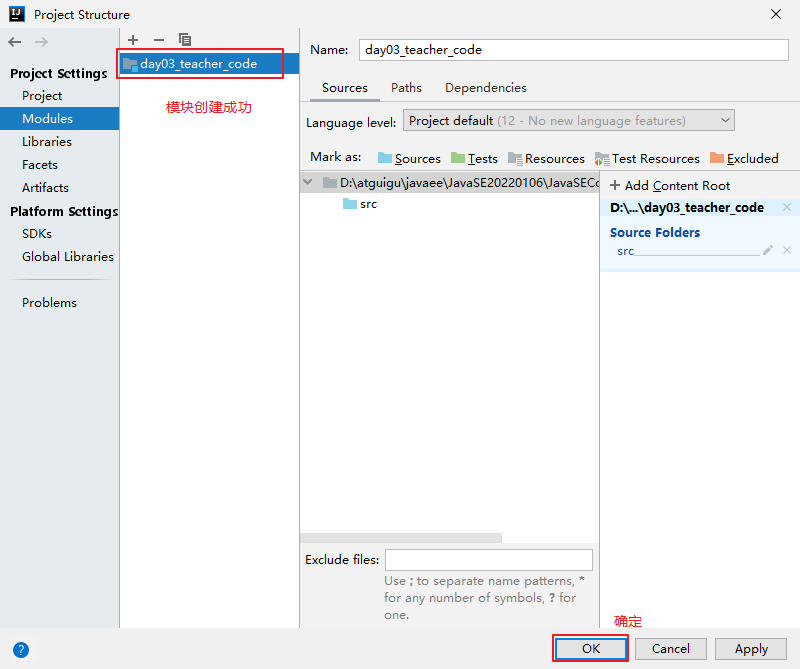 Project Structure
Project Settings
Project
Modules
Libraries
Facets
Artifacts
Platform Settings
SDKs
Global Libraries
Problems
day03_teacher_code
模块创建成功
Name: day03_teacher_code
Sources Paths Dependencies
Language level: Project default (12 - No new language features)
Mark as: Sources Tests Resources Test Resources Excluded
D:\atguigu\javaee\JavaSE20220106\JavaSECo
src
+ Add Content Root
D:\...\day03_teacher_code
Source Folders
src
Exclude files:
Use ; to separate name patterns, *
for any number of symbols, ? for
one.
确定
? OK Cancel Apply